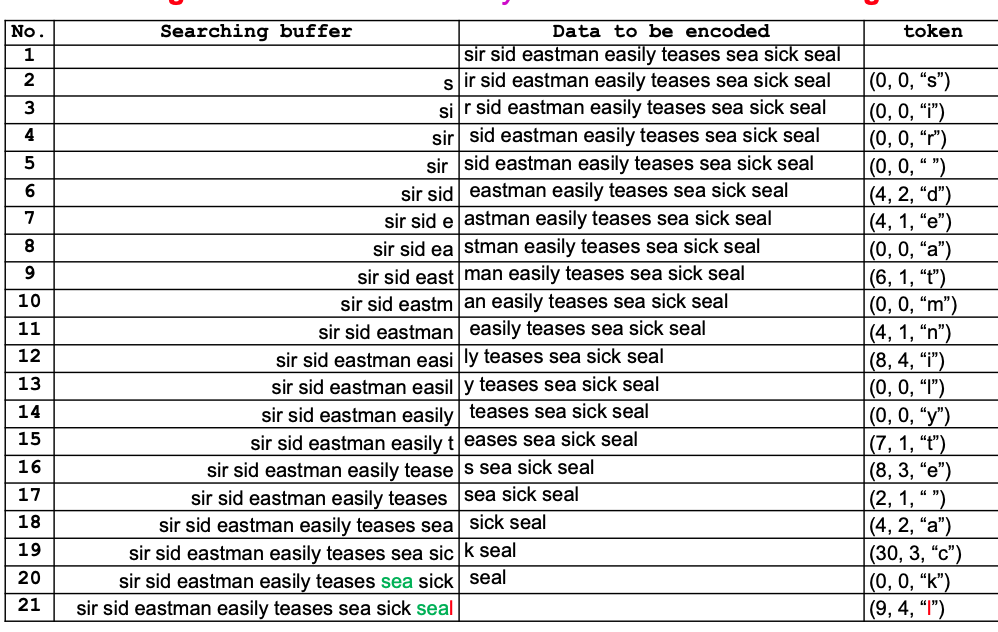 No. Searching buffer Data to be encoded token
1 sir sid eastman easily teases sea sick seal
2 s ir sid eastman easily teases sea sick seal (0, 0, “s”)
3 si r sid eastman easily teases sea sick seal (0, 0, “i”)
4 sir sid eastman easily teases sea sick seal (0, 0, “r”)
5 sir sid eastman easily teases sea sick seal (0, 0, “ ”)
6 sir sid eastman easily teases sea sick seal (4, 2, “d”)
7 sir sid e astman easily teases sea sick seal (4, 1, “e”)
8 sir sid ea stman easily teases sea sick seal (0, 0, “a”)
9 sir sid east man easily teases sea sick seal (6, 1, “t”)
10 sir sid eastm an easily teases sea sick seal (0, 0, “m”)
11 sir sid eastman easily teases sea sick seal (4, 1, “n”)
12 sir sid eastman easi ly teases sea sick seal (8, 4, “i”)
13 sir sid eastman easil y teases sea sick seal (0, 0, “l”)
14 sir sid eastman easily teases sea sick seal (0, 0, “y”)
15 sir sid eastman easily t eases sea sick seal (7, 1, “t”)
16 sir sid eastman easily tease s sea sick seal (8, 3, “e”)
17 sir sid eastman easily teases sea sick seal (2, 1, “ ”)
18 sir sid eastman easily teases sea sick seal (4, 2, “a”)
19 sir sid eastman easily teases sea sic k seal (30, 3, “c”)
20 sir sid eastman easily teases sea sick seal (0, 0, “k”)
21 sir sid eastman easily teases sea sick seal (9, 4, “l”)